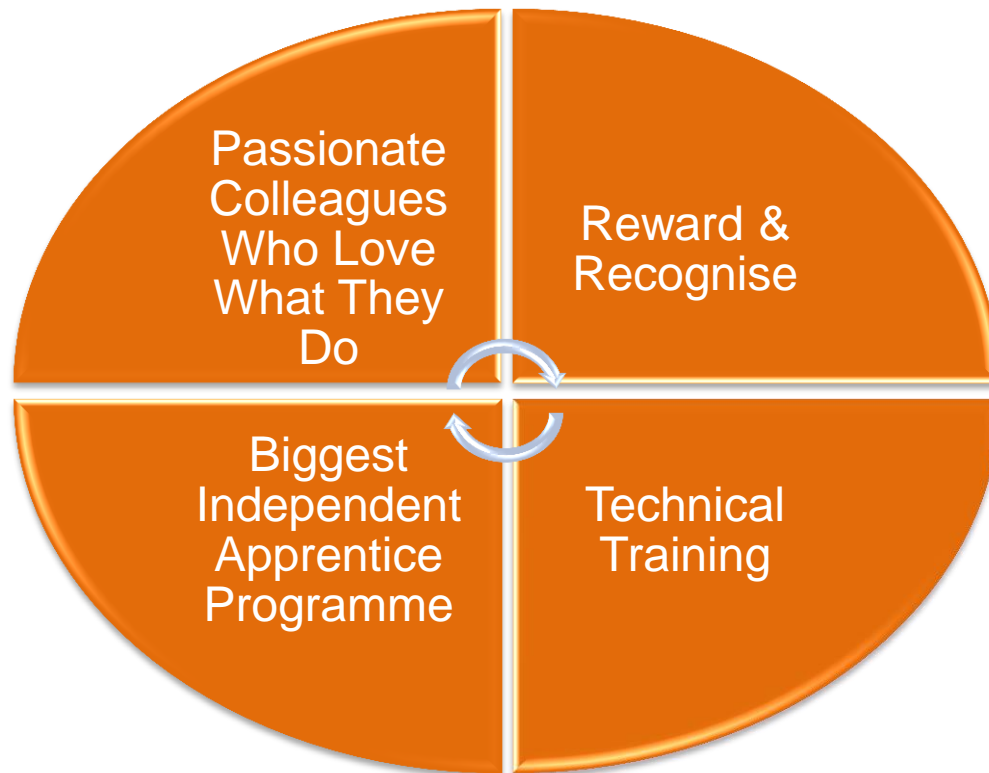 Passionate
Colleagues
Who Love
What They
Do
Reward &
Recognise
Biggest
Independent
Apprentice
Programme
Technical
Training